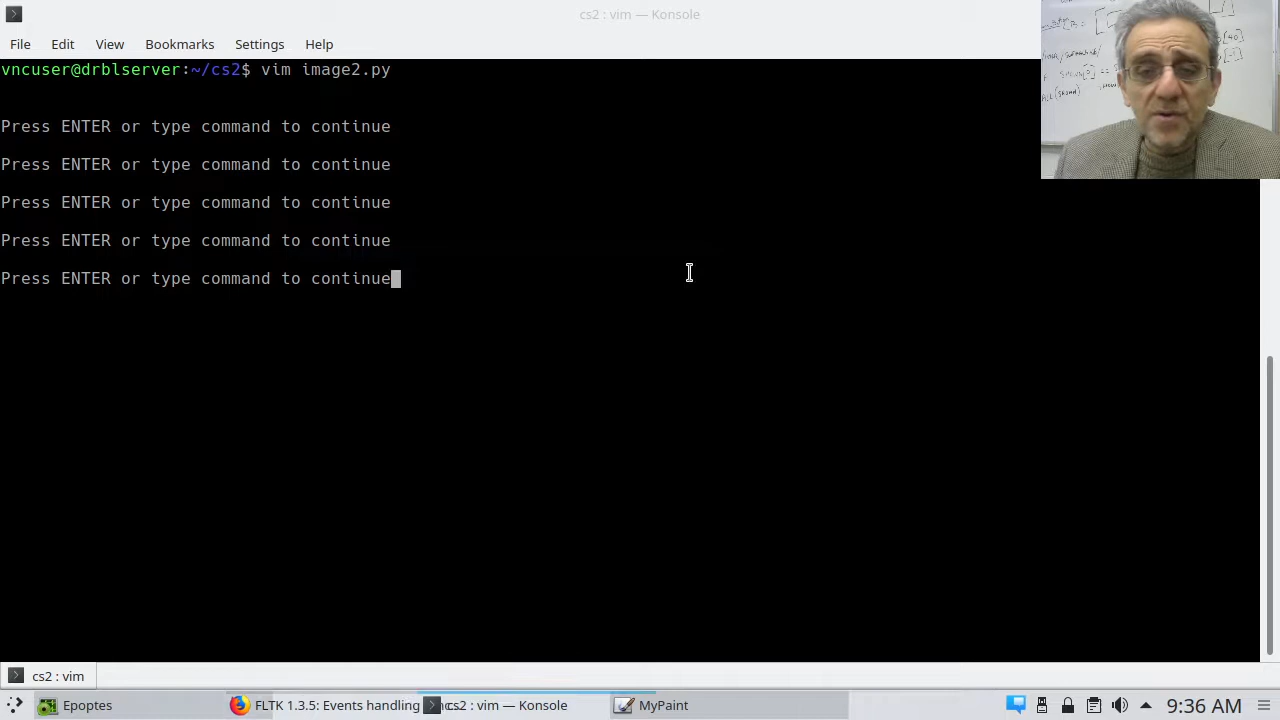 cs2 : vim — Konsole
File Edit View Bookmarks Settings Help
vncuser@drblserver:~/cs2$ vim image2.py
Press ENTER or type command to continue
Press ENTER or type command to continue
Press ENTER or type command to continue
Press ENTER or type command to continue
Press ENTER or type command to continue
cs2 : vim
Epoptes FLTK 1.3.5: Events handling cs2 : vim — Konsole MyPaint 9:36 AM